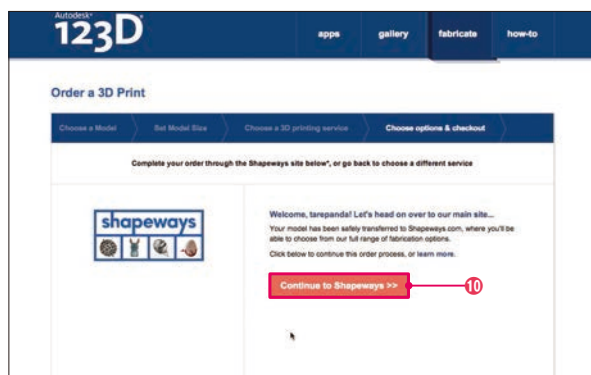 Autodesk®
123D®
apps gallery fabricate how-to
Order a 3D Print
Choose a Model Set Model Size Choose a 3D printing service Choose options & checkout
Complete your order through the Shapeways site below*, or go back to choose a different service
shapeways
Welcome, tarepanda! Let's head on over to our main site...
Your model has been safely transferred to Shapeways.com, where you'll be
able to choose from our full range of fabrication options.
Click below to continue this order process, or learn more.
Continue to Shapeways >>
⑩